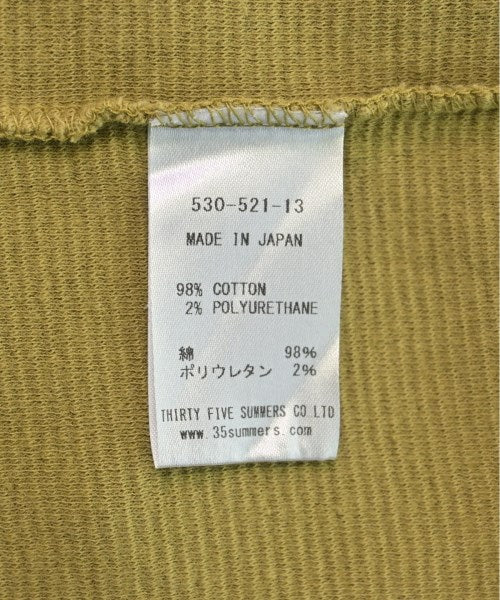 530-521-13
MADE IN JAPAN
98% COTTON
2% POLYURETHANE
綿 98%
ポリウレタン 2%
THIRTY FIVE SUMMERS CO LTD
www.35summers.com